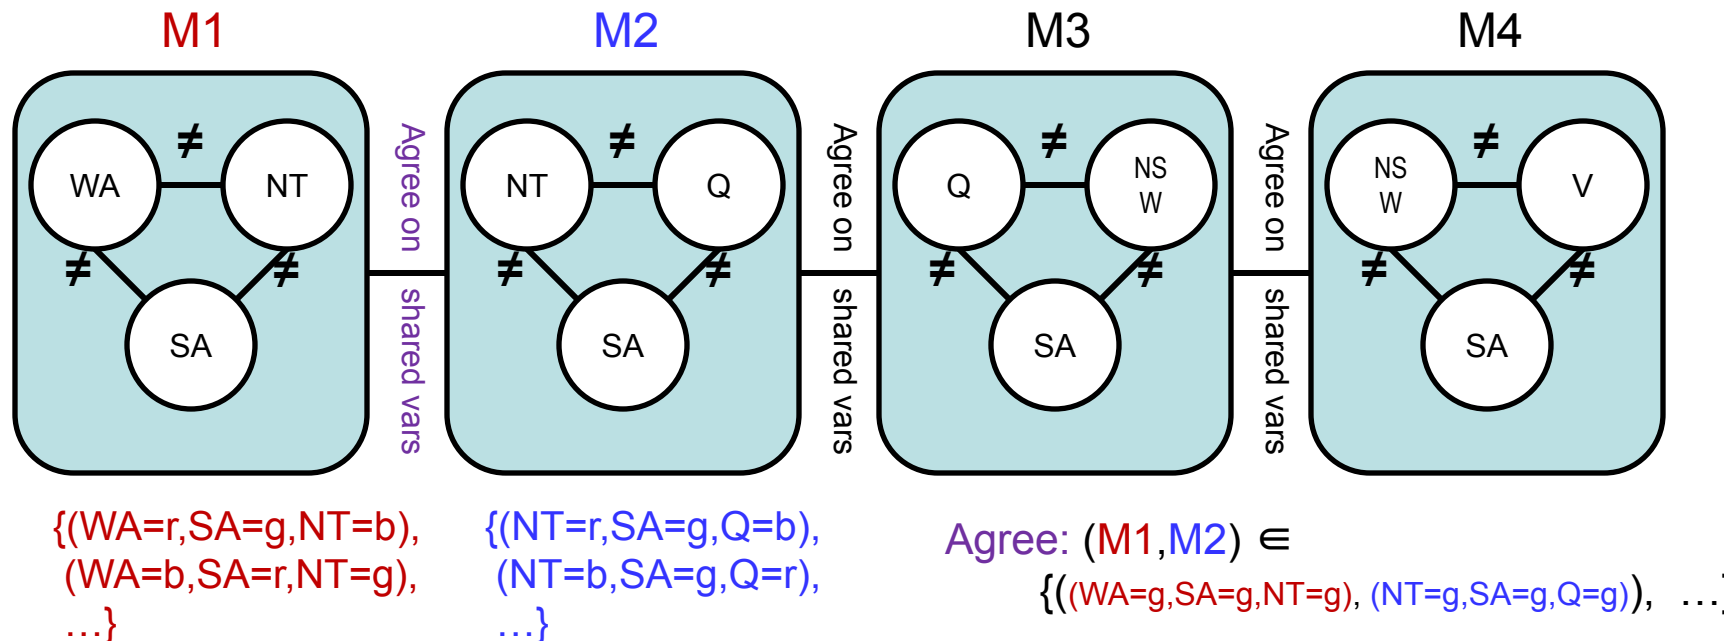 M1
M2
M3
M4
≠
WA
NT
≠
≠
SA
Agree on
shared vars
≠
NT
Q
≠
≠
SA
Agree on
shared vars
≠
Q
NS
W
≠
≠
SA
Agree on
shared vars
≠
NS
W
V
≠
≠
SA
{(WA=r,SA=g,NT=b),
(WA=b,SA=r,NT=g),
…}
{(NT=r,SA=g,Q=b),
(NT=b,SA=g,Q=r),
…}
Agree: (M1,M2) ∈
{((WA=g,SA=g,NT=g), (NT=g,SA=g,Q=g)), …}